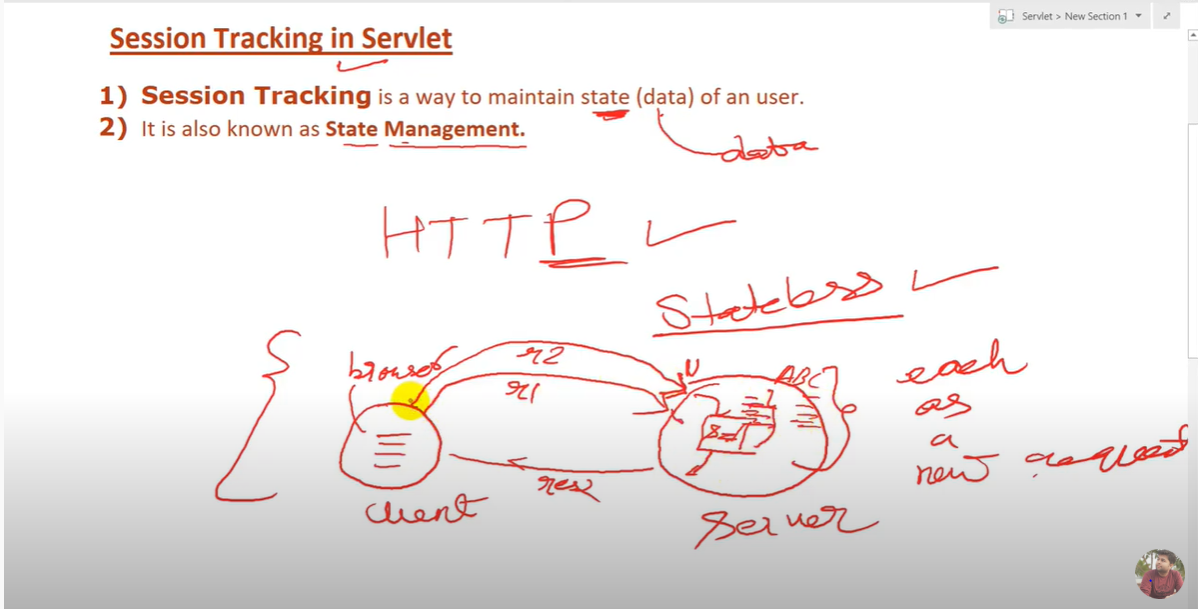 Servlet > New Section 1
Session Tracking in Servlet
1) Session Tracking is a way to maintain state (data) of an user.
2) It is also known as State Management.
data
HTTP
Stateless
browser
r2
r1
N
ABC
each
as
a
new request
res
client
server